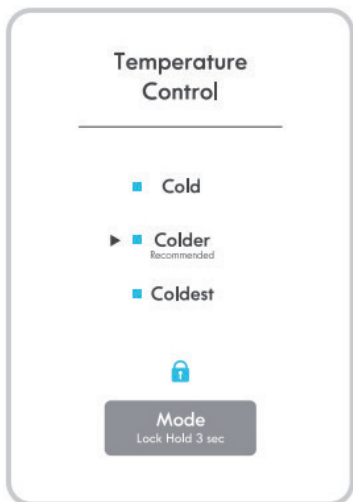 Temperature
Control
Cold
Colder
Recommended
Coldest
Mode
Lock Hold 3 sec